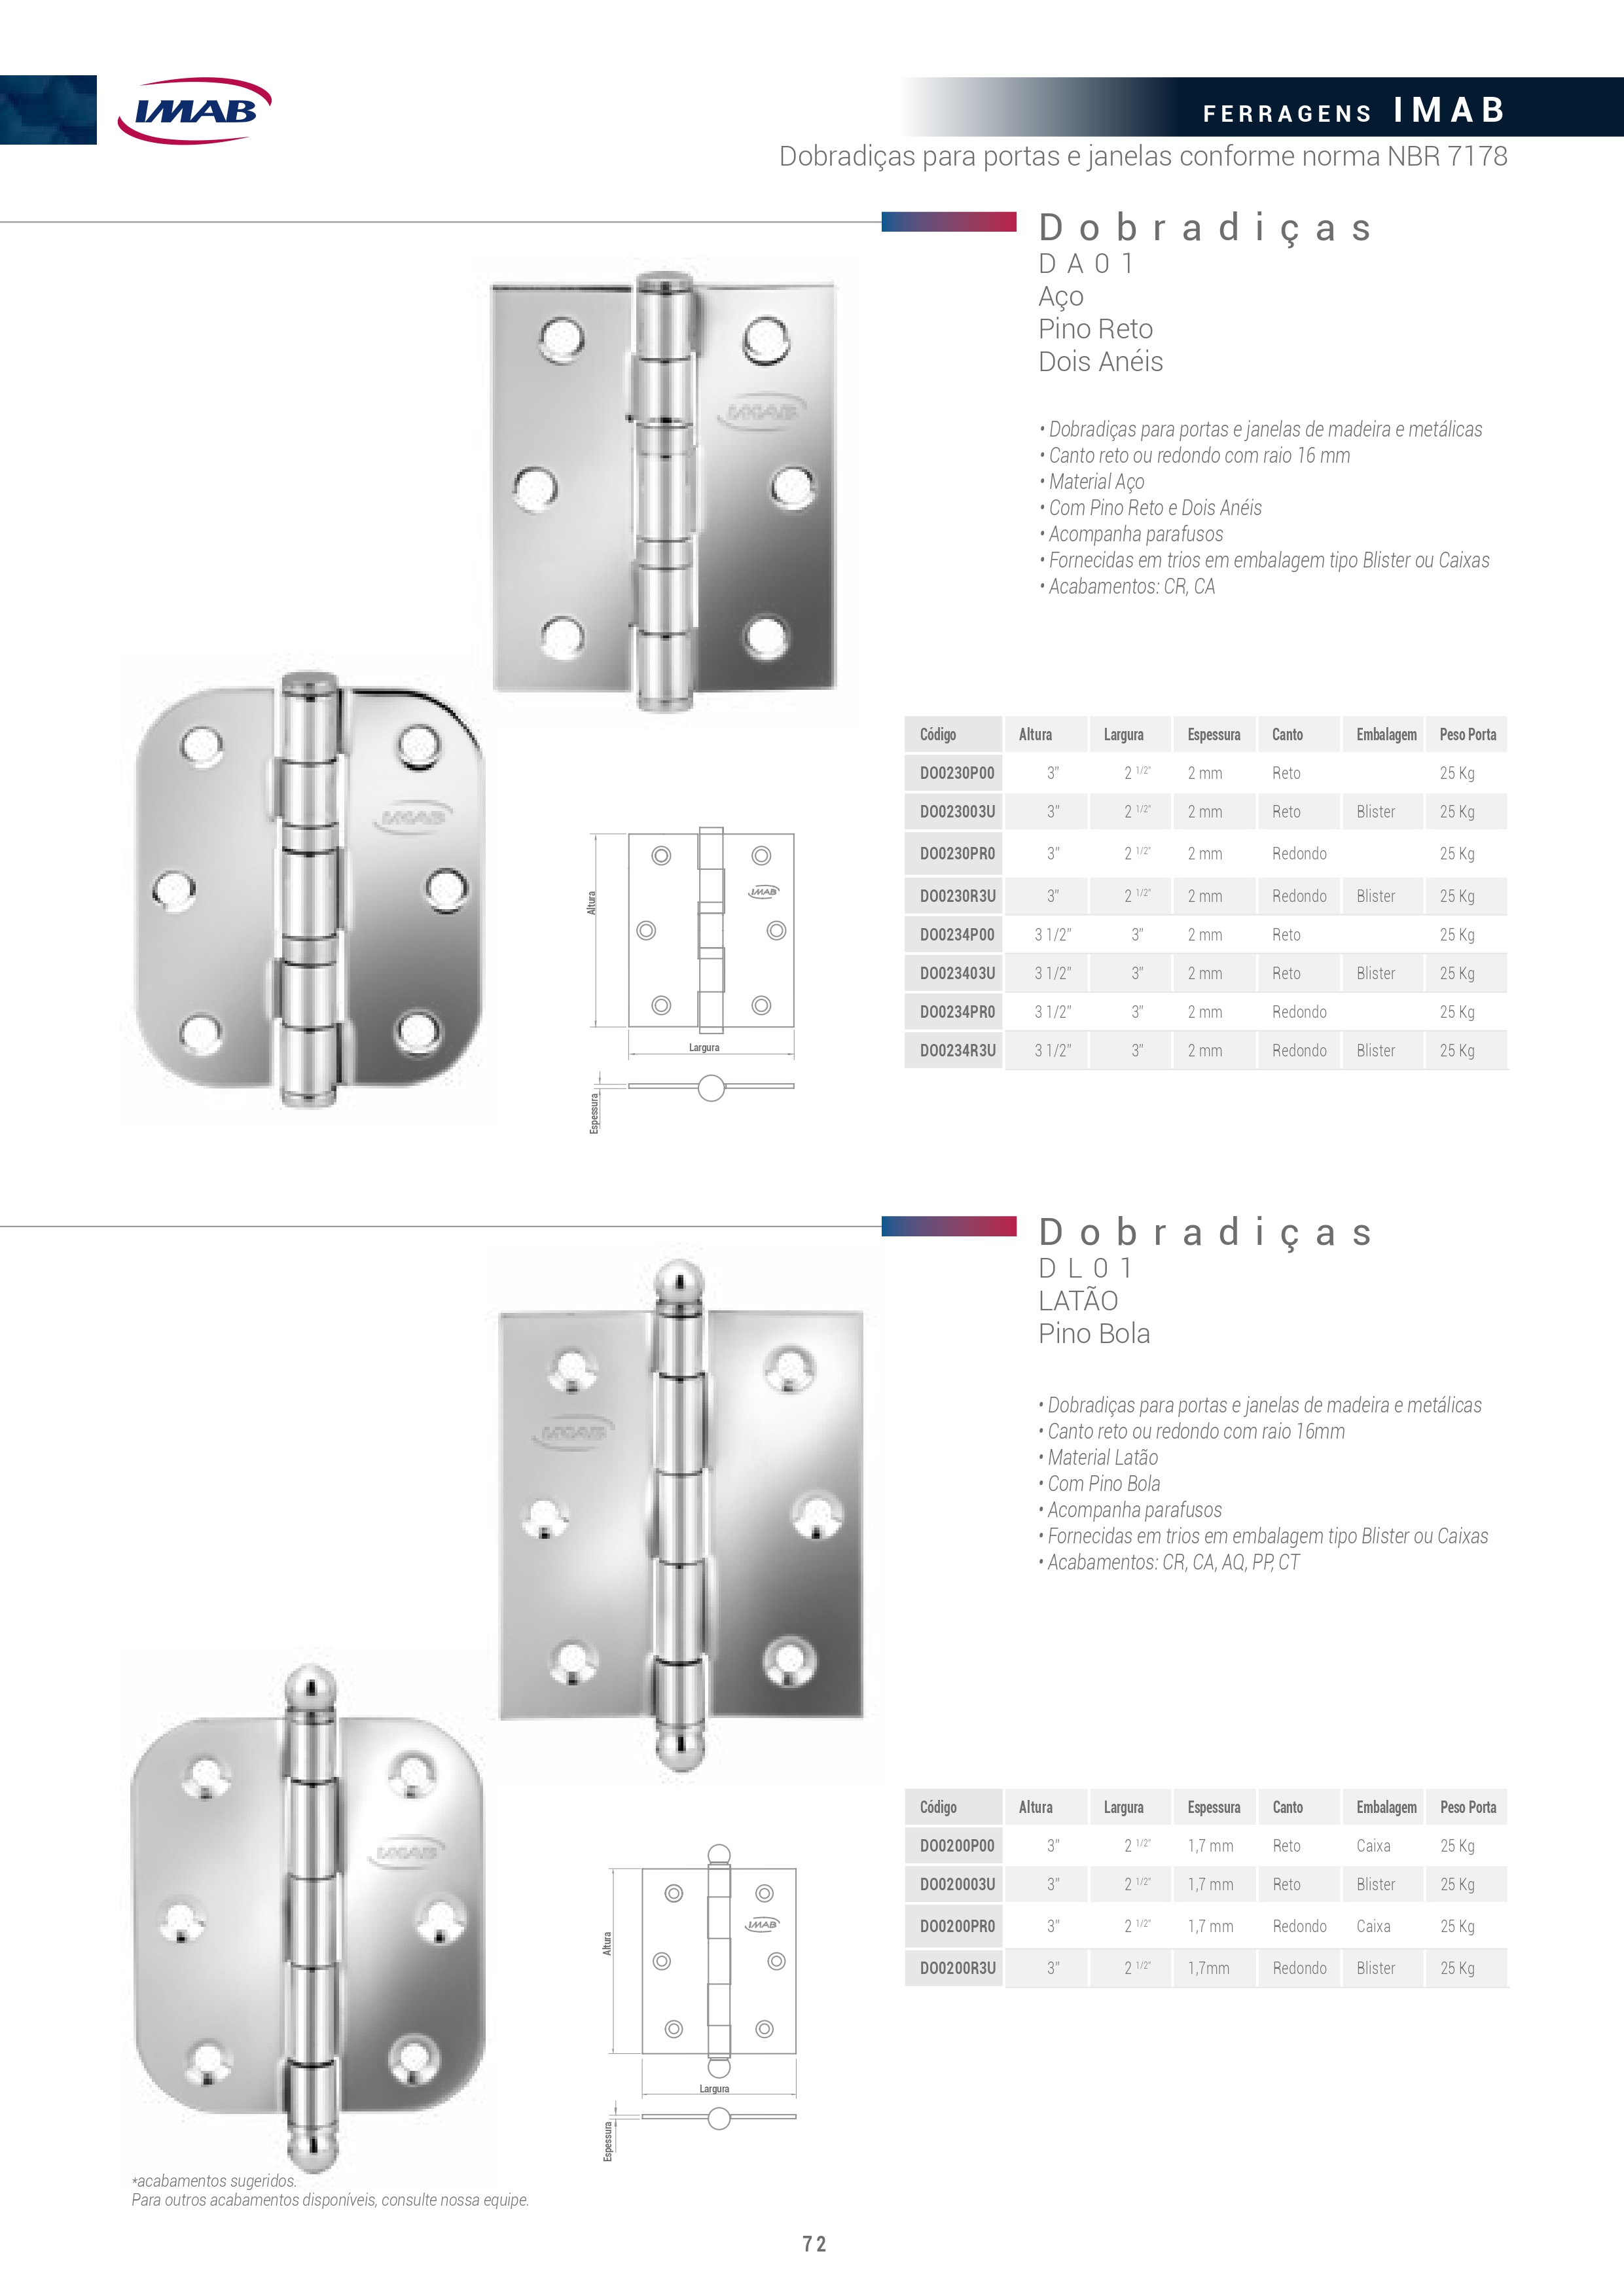 IMAB
FERRAGENS IMAB
Dobradiças para portas e janelas conforme norma NBR 7178
Dobradiças
DA01
Aço
Pino Reto
Dois Anéis
• Dobradiças para portas e janelas de madeira e metálicas
• Canto reto ou redondo com raio 16 mm
• Material Aço
• Com Pino Reto e Dois Anéis
• Acompanha parafusos
• Fornecidas em trios em embalagem tipo Blister ou Caixas
• Acabamentos: CR, CA
IMAB
IMAB
Altura
IMAB
Largura
Espessura
Código Altura Largura Espessura Canto Embalagem Peso Porta
DO0230P00 3" 2 1/2" 2 mm Reto 25 Kg
DO023003U 3" 2 1/2" 2 mm Reto Blister 25 Kg
DO0230PR0 3" 2 1/2" 2 mm Redondo 25 Kg
DO0230R3U 3" 2 1/2" 2 mm Redondo Blister 25 Kg
DO0234P00 3 1/2" 3" 2 mm Reto 25 Kg
DO023403U 3 1/2" 3" 2 mm Reto Blister 25 Kg
DO0234PR0 3 1/2" 3" 2 mm Redondo 25 Kg
DO0234R3U 3 1/2" 3" 2 mm Redondo Blister 25 Kg
Dobradiças
DL01
LATÃO
Pino Bola
• Dobradiças para portas e janelas de madeira e metálicas
• Canto reto ou redondo com raio 16mm
• Material Latão
• Com Pino Bola
• Acompanha parafusos
• Fornecidas em trios em embalagem tipo Blister ou Caixas
• Acabamentos: CR, CA, AQ, PP, CT
IMAB
IMAB
Altura
IMAB
Largura
Espessura
Código Altura Largura Espessura Canto Embalagem Peso Porta
DO0200P00 3" 2 1/2" 1,7 mm Reto Caixa 25 Kg
DO020003U 3" 2 1/2" 1,7 mm Reto Blister 25 Kg
DO0200PR0 3" 2 1/2" 1,7 mm Redondo Caixa 25 Kg
DO0200R3U 3" 2 1/2" 1,7mm Redondo Blister 25 Kg
*acabamentos sugeridos.
Para outros acabamentos disponíveis, consulte nossa equipe.
72